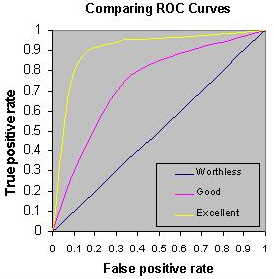 Comparing ROC Curves
True positive rate
1
0.9
0.8
0.7
0.6
0.5
0.4
0.3
0.2
0.1
0
Worthless
Good
Excellent
0 0.1 0.2 0.3 0.4 0.5 0.6 0.7 0.8 0.9 1
False positive rate